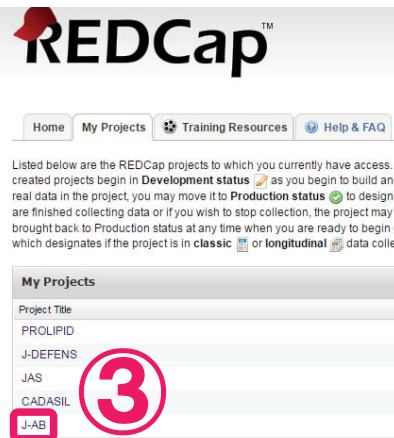 REDCap™
Home My Projects Training Resources Help & FAQ
Listed below are the REDCap projects to which you currently have access.
created projects begin in Development status as you begin to build an
real data in the project, you may move it to Production status to design
are finished collecting data or if you wish to stop collection, the project may
brought back to Production status at any time when you are ready to begin
which designates if the project is in classic or longitudinal data colle
My Projects
Project Title
PROLIPID
J-DEFENS
JAS
CADASIL
J-AB
③